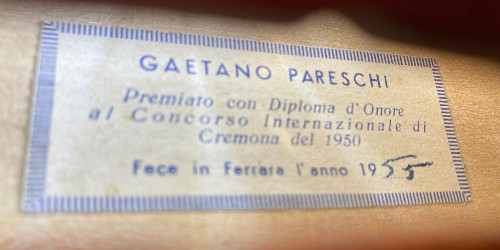 GAETANO PARESCHI
Premiato con Diploma d'Onore
al Concorso Internazionale di
Cremona del 1950
Fece in Ferrara l'anno 1955